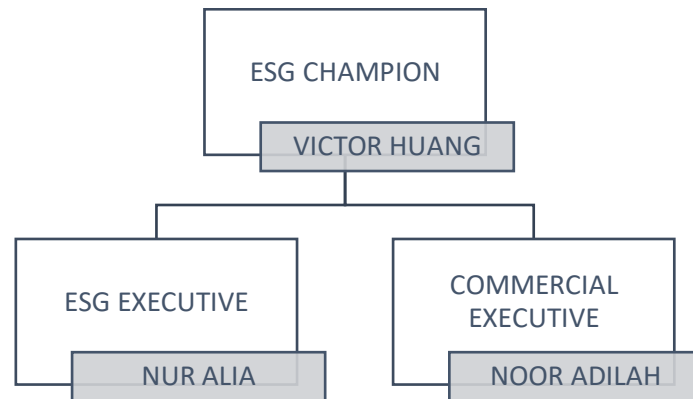 ESG CHAMPION
VICTOR HUANG
ESG EXECUTIVE
NUR ALIA
COMMERCIAL
EXECUTIVE
NOOR ADILAH